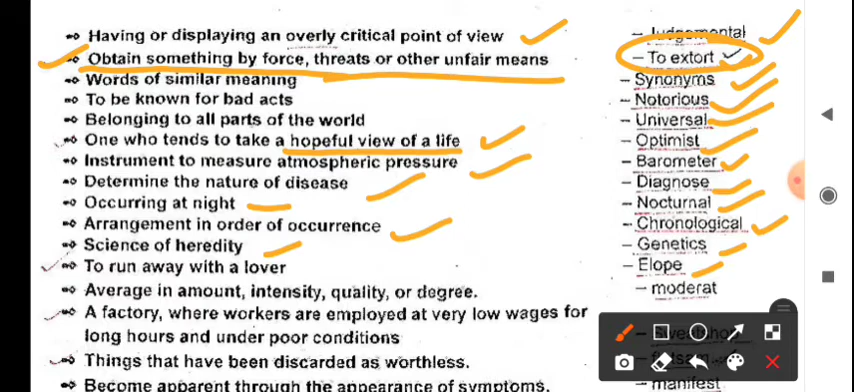 Having or displaying an overly critical point of view – Judgemental
Obtain something by force, threats or other unfair means – To extort
Words of similar meaning – Synonyms
To be known for bad acts – Notorious
Belonging to all parts of the world – Universal
One who tends to take a hopeful view of a life – Optimist
Instrument to measure atmospheric pressure – Barometer
Determine the nature of disease – Diagnose
Occurring at night – Nocturnal
Arrangement in order of occurrence – Chronological
Science of heredity – Genetics
To run away with a lover – Elope
Average in amount, intensity, quality, or degree. – moderat
A factory, where workers are employed at very low wages for
long hours and under poor conditions
Things that have been discarded as worthless.
Become apparent through the appearance of symptoms. – manifest